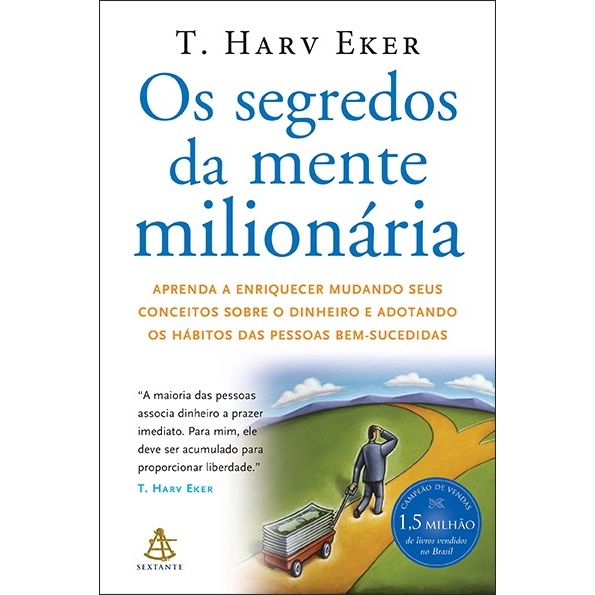 T. Harv Eker
Os segredos
da mente
milionária
APRENDA A ENRIQUECER MUDANDO SEUS
CONCEITOS SOBRE O DINHEIRO E ADOTANDO
OS HÁBITOS DAS PESSOAS BEM-SUCEDIDAS
“A maioria das pessoas
associa dinheiro a prazer
imediato. Para mim, ele
deve ser acumulado para
proporcionar liberdade.”
T. Harv Eker
CAMPEÃO DE VENDAS
1,5 MILHÃO
de livros vendidos
no Brasil
SEXTANTE